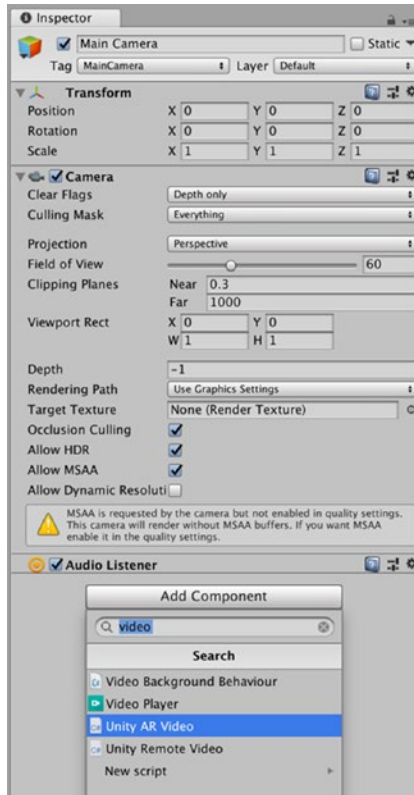 Inspector
Main Camera Static
Tag MainCamera Layer Default
Transform
Position X 0 Y 0 Z 0
Rotation X 0 Y 0 Z 0
Scale X 1 Y 1 Z 1
Camera
Clear Flags Depth only
Culling Mask Everything
Projection Perspective
Field of View 60
Clipping Planes Near 0.3
Far 1000
Viewport Rect X 0 Y 0
W 1 H 1
Depth -1
Rendering Path Use Graphics Settings
Target Texture None (Render Texture)
Occlusion Culling
Allow HDR
Allow MSAA
Allow Dynamic Resoluti
MSAA is requested by the camera but not enabled in quality settings.
This camera will render without MSAA buffers. If you want MSAA
enable it in the quality settings.
Audio Listener
Add Component
video
Search
Video Background Behaviour
Video Player
Unity AR Video
Unity Remote Video
New script